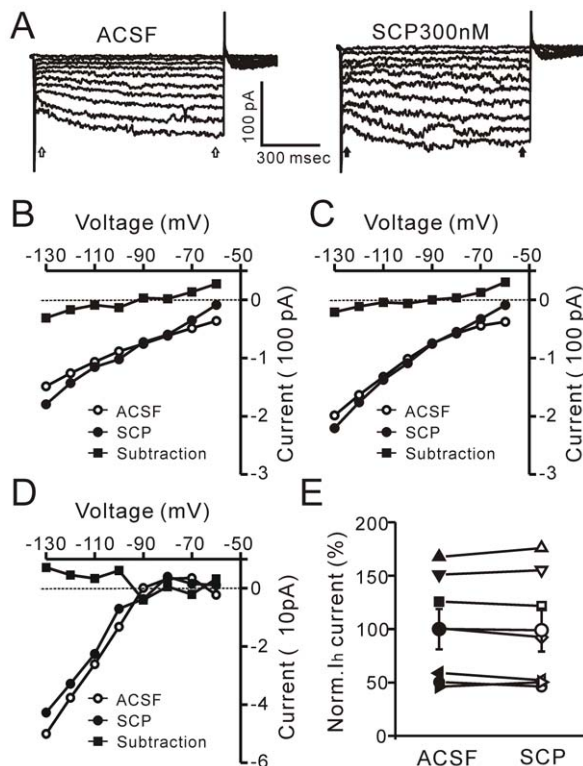 A
ACSF
SCP300nM
100 pA
300 msec
B
Voltage (mV)
-130 -110 -90 -70 -50
0
-1
-2
-3
Current ( 100 pA)
ACSF
SCP
Subtraction
C
Voltage (mV)
-130 -110 -90 -70 -50
0
-1
-2
-3
Current ( 100 pA)
ACSF
SCP
Subtraction
D
Voltage (mV)
-130 -110 -90 -70 -50
0
-2
-4
-6
Current ( 10pA)
ACSF
SCP
Subtraction
E
Norm. Ih current (%)
200
150
100
50
0
ACSF SCP